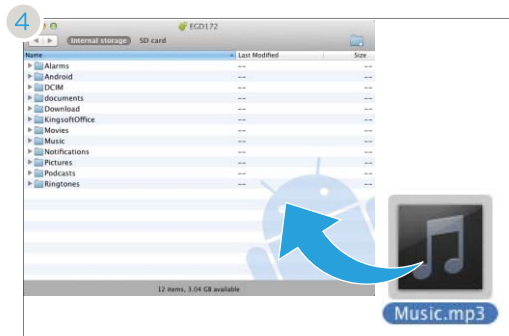 4
EGD172
Internal storage SD card
Name Last Modified Size
Alarms -- --
Android -- --
DCIM -- --
documents -- --
Download -- --
KingsoftOffice -- --
Movies -- --
Music -- --
Notifications -- --
Pictures -- --
Podcasts -- --
Ringtones -- --
12 items, 3.04 GB available
Music.mp3